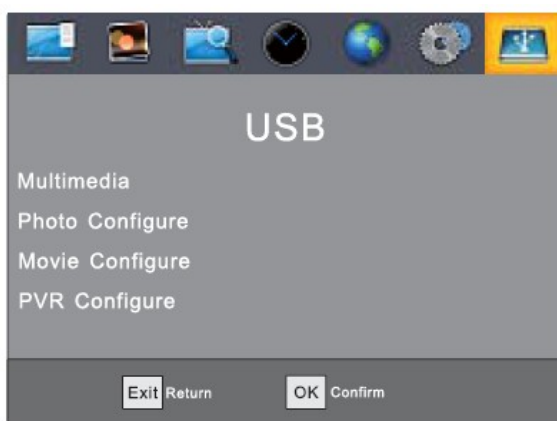 USB
Multimedia
Photo Configure
Movie Configure
PVR Configure
Exit Return OK Confirm